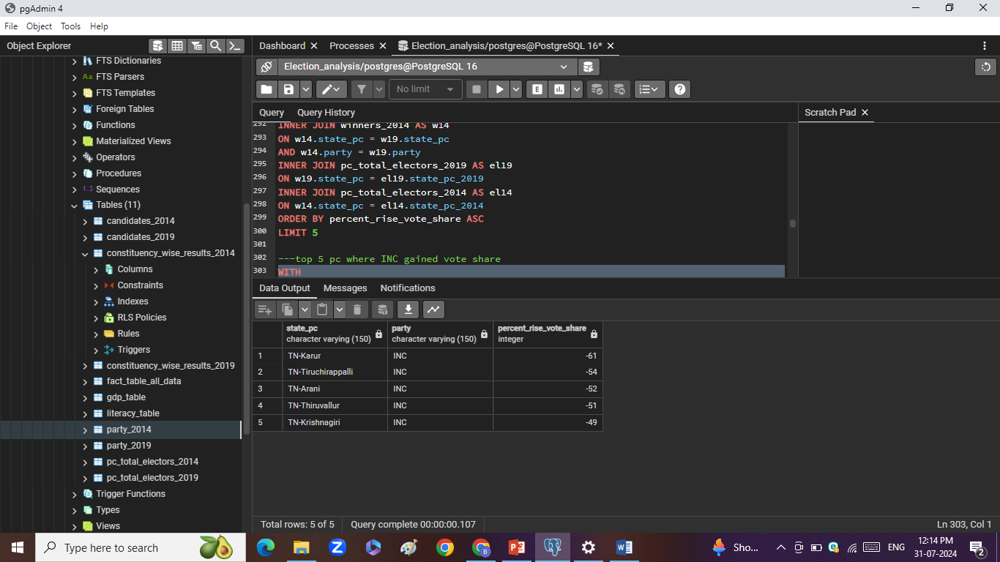 pgAdmin 4
File Object Tools Help
Object Explorer
FTS Dictionaries
Aa FTS Parsers
FTS Templates
Foreign Tables
Functions
Materialized Views
Operators
Procedures
1..3 Sequences
Tables (11)
candidates_2014
candidates_2019
constituency_wise_results_2014
Columns
Constraints
Indexes
RLS Policies
Rules
Triggers
constituency_wise_results_2019
fact_table_all_data
gdp_table
literacy_table
party_2014
party_2019
pc_total_electors_2014
pc_total_electors_2019
Trigger Functions
Types
Views
Dashboard Processes Election_analysis/postgres@PostgreSQL 16*
Election_analysis/postgres@PostgreSQL 16
No limit E
Query Query History
Scratch Pad
292 INNER JOIN winners_2014 AS w14
293 ON w14.state_pc = w19.state_pc
294 AND w14.party = w19.party
295 INNER JOIN pc_total_electors_2019 AS el19
296 ON w19.state_pc = el19.state_pc_2019
297 INNER JOIN pc_total_electors_2014 AS el14
298 ON w14.state_pc = el14.state_pc_2014
299 ORDER BY percent_rise_vote_share ASC
300 LIMIT 5
301
302 ---top 5 pc where INC gained vote share
303 WITH
Data Output Messages Notifications
state_pc party percent_rise_vote_share
character varying (150) character varying (150) integer
1 TN-Karur INC -61
2 TN-Tiruchirappalli INC -54
3 TN-Arani INC -52
4 TN-Thiruvallur INC -51
5 TN-Krishnagiri INC -49
Total rows: 5 of 5 Query complete 00:00:00.107 Ln 303, Col 1
Type here to search
Sho...
ENG
12:14 PM
31-07-2024
2